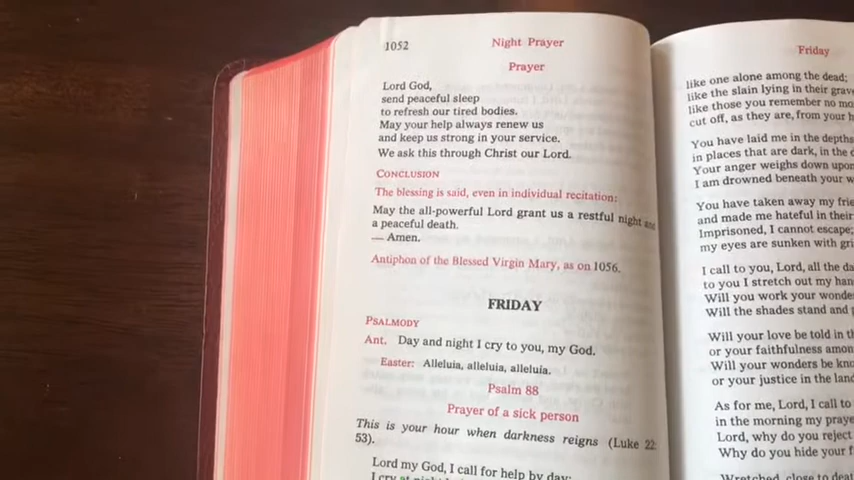 1052
Night Prayer
Prayer
Lord God,
send peaceful sleep
to refresh our tired bodies.
May your help always renew us
and keep us strong in your service.
We ask this through Christ our Lord.
CONCLUSION
The blessing is said, even in individual recitation:
May the all-powerful Lord grant us a restful night and
a peaceful death.
— Amen.
Antiphon of the Blessed Virgin Mary, as on 1056.
FRIDAY
PSALMODY
Ant. Day and night I cry to you, my God.
Easter: Alleluia, alleluia, alleluia.
Psalm 88
Prayer of a sick person
This is your hour when darkness reigns (Luke 22:
53).
Lord my God, I call for help by day;
I cry at night
Friday
like one alone among the dead;
like the slain lying in their
like those you remember no
cut off, as they are, from your
You have laid me in the depths
in places that are dark, in the
Your anger weighs down upon
I am drowned beneath your
You have taken away my
and made me hateful in their
Imprisoned, I cannot escape;
my eyes are sunken with
I call to you, Lord, all the
to you I stretch out my
Will you work your
Will the shades stand and
Will your love be told in
or your faithfulness
Will your wonders be
or your justice in the
As for me, Lord, I call to
in the morning my
Lord, why do you reject
Why do you hide your
Wretched, close to